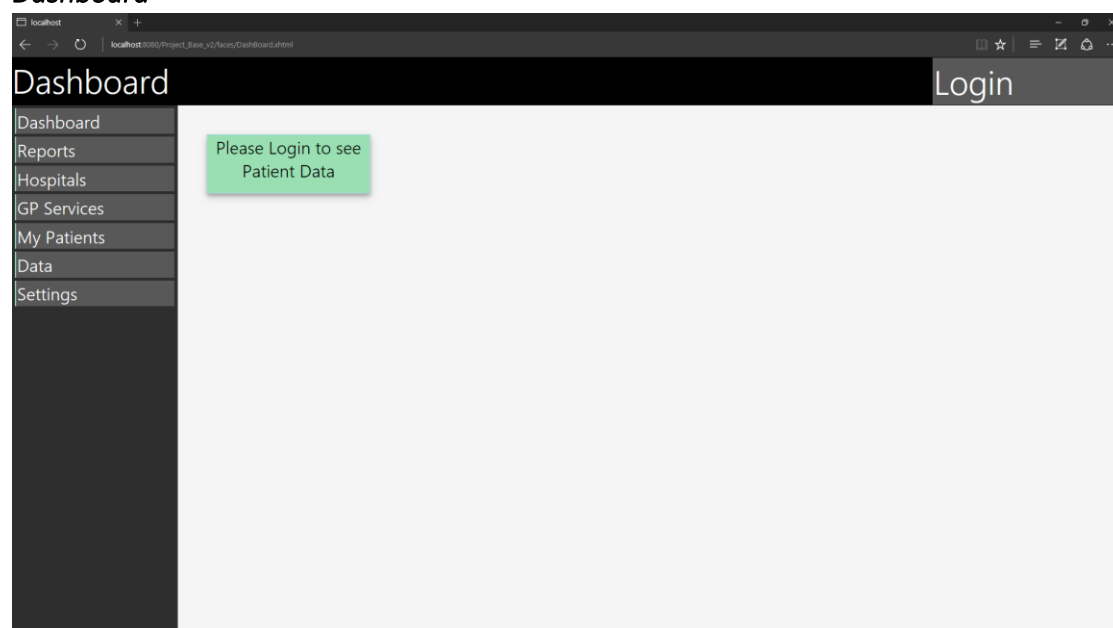 Dashboard
localhost
localhost:8080/Project_Base_v2/faces/DashBoard.xhtml
Dashboard
Login
Dashboard
Reports
Hospitals
GP Services
My Patients
Data
Settings
Please Login to see
Patient Data